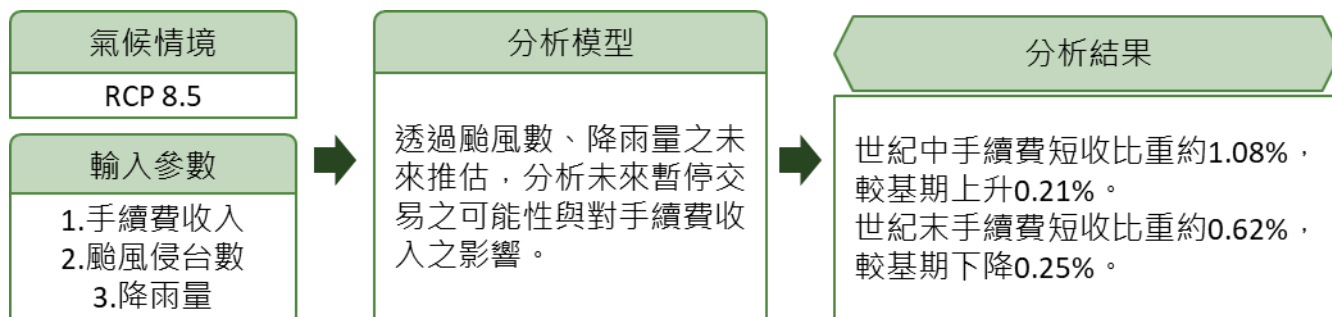 氣候情境
RCP 8.5
輸入參數
1.手續費收入
2.颱風侵台數
3.降雨量
分析模型
透過颱風數、降雨量之未
來推估，分析未來暫停交
易之可能性與對手續費收
入之影響。
分析結果
世紀中手續費短收比重約1.08%，
較基期上升0.21%。
世紀末手續費短收比重約0.62%，
較基期下降0.25%。